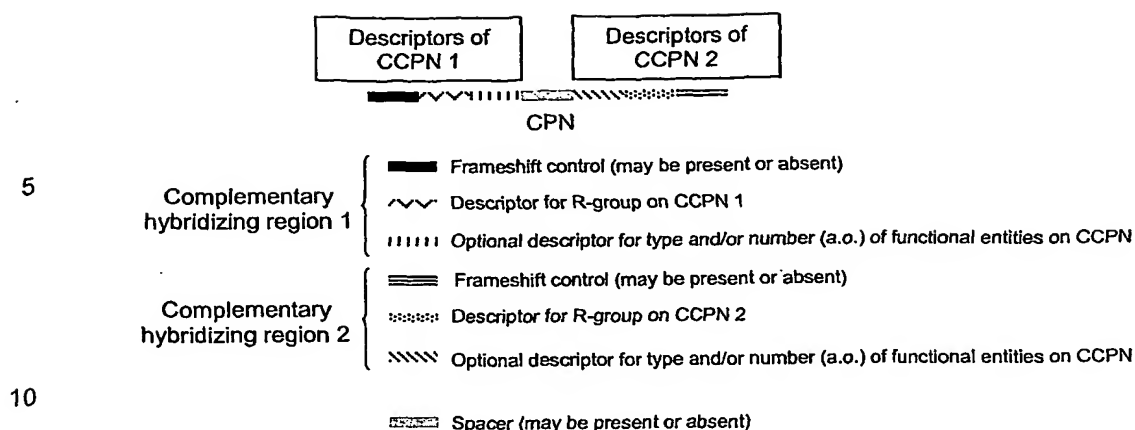 Descriptors of
CCPN 1
Descriptors of
CCPN 2
CPN
5
Complementary
hybridizing region 1
Frameshift control (may be present or absent)
Descriptor for R-group on CCPN 1
Optional descriptor for type and/or number (a.o.) of functional entities on CCPN
Complementary
hybridizing region 2
Frameshift control (may be present or absent)
Descriptor for R-group on CCPN 2
Optional descriptor for type and/or number (a.o.) of functional entities on CCPN
10
Spacer (may be present or absent)